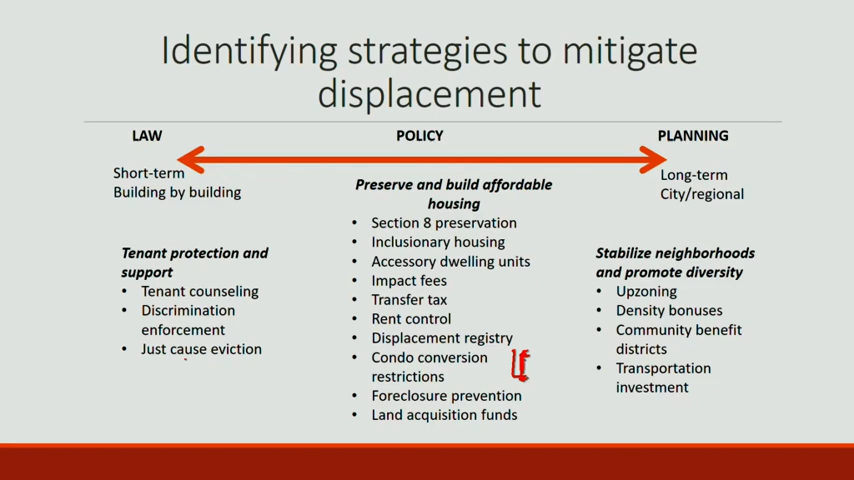 Identifying strategies to mitigate
displacement
LAW
POLICY
PLANNING
Short-term
Building by building
Long-term
City/regional
Tenant protection and
support
• Tenant counseling
• Discrimination
enforcement
• Just cause eviction
Preserve and build affordable
housing
• Section 8 preservation
• Inclusionary housing
• Accessory dwelling units
• Impact fees
• Transfer tax
• Rent control
• Displacement registry
• Condo conversion
restrictions
• Foreclosure prevention
• Land acquisition funds
Stabilize neighborhoods
and promote diversity
• Upzoning
• Density bonuses
• Community benefit
districts
• Transportation
investment